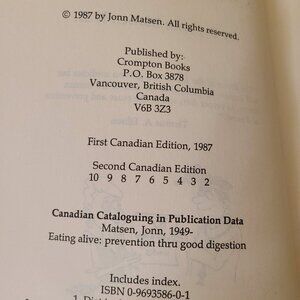 © 1987 by Jonn Matsen. All rights reserved.
Published by:
Crompton Books
P.O. Box 3878
Vancouver, British Columbia
Canada
V6B 3Z3
First Canadian Edition, 1987
Second Canadian Edition
10 9 8 7 6 5 4 3 2
Canadian Cataloguing in Publication Data
Matsen, Jonn, 1949-
Eating alive: prevention thru good digestion
Includes index.
ISBN 0-9693586-0-1